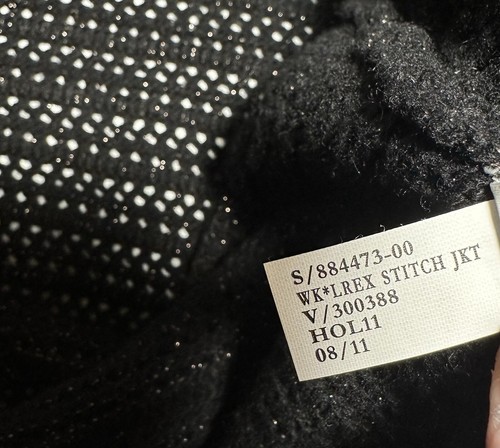 S/884473-00
WK*LREX STITCH JKT
V/300388
HOL11
08/11